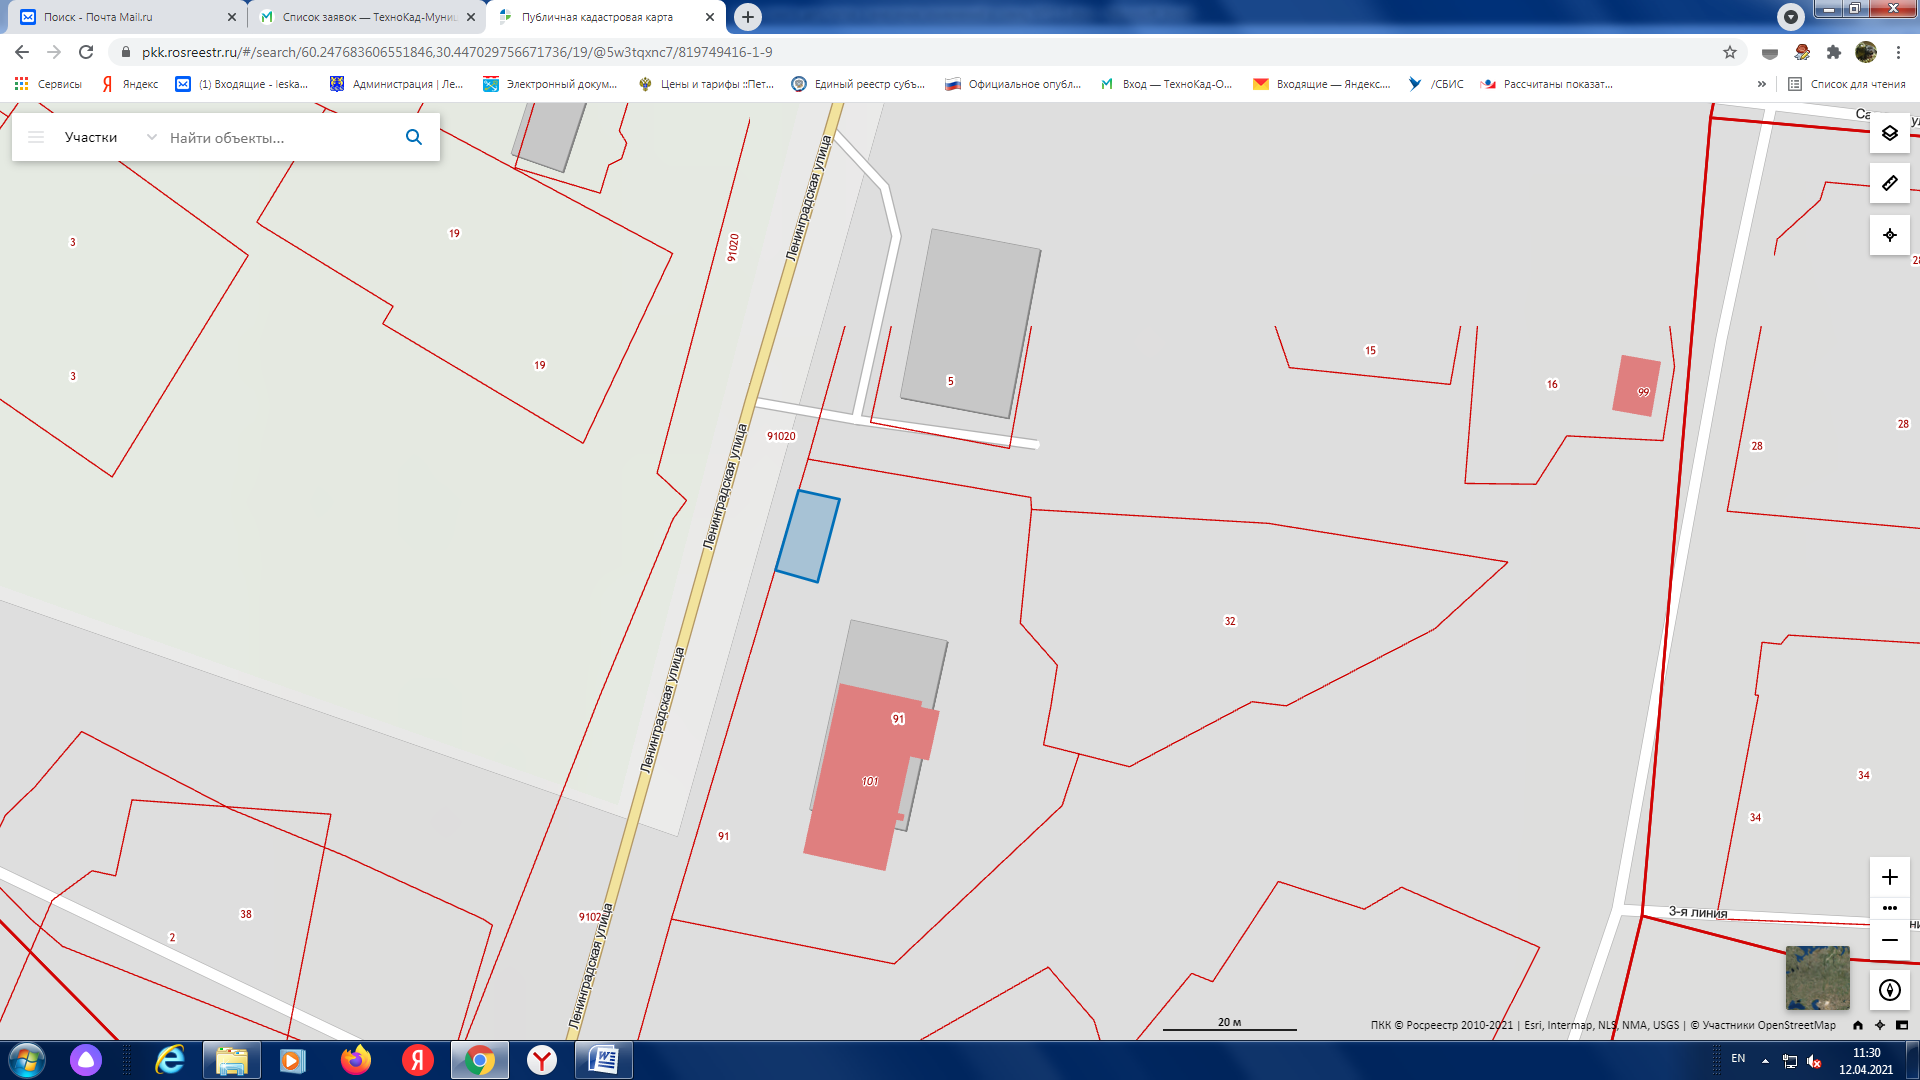 Поиск - Почта Mail.ru
Список заявок — ТехноКад-Муниц
Публичная кадастровая карта
pkk.rosreestr.ru/#/search/60.247683606551846,30.447029756671736/19/@5w3tqxnc7/819749416-1-9
Сервисы
Яндекс
(1) Входящие - leska...
Администрация | Ле...
Электронный докум...
Цены и тарифы ::Пет...
Единый реестр субъ...
Официальное опубл...
Вход — ТехноКад-О...
Входящие — Яндекс...
/СБИС
Рассчитаны показат...
»
Список для чтения
Участки
Найти объекты...
Ленинградская улица
19
3
91020
28
15
19
3
5
16
99
28
91020
28
Ленинградская улица
32
Ленинградская улица
91
101
34
34
91
3-я линия
38
9102
2
Ленинградская улица
20 м
ПКК © Росреестр 2010-2021 | Esri, Intermap, NLS, NMA, USGS | © Участники OpenStreetMap
EN
11:30
12.04.2021